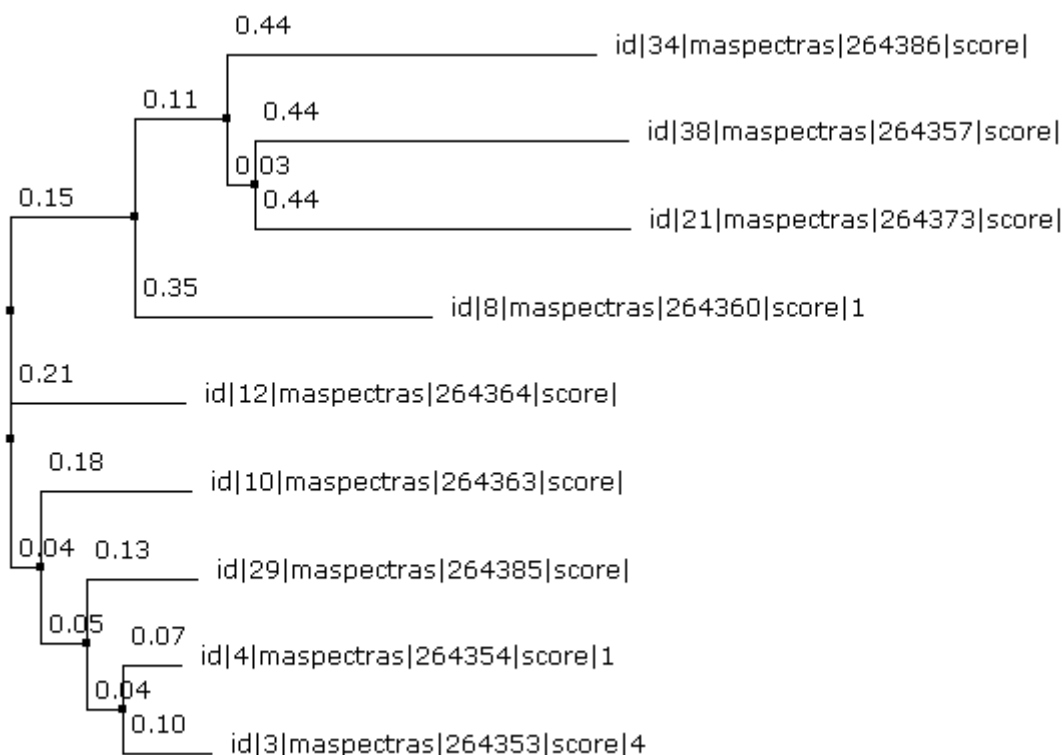 0.44
id|34|maspectras|264386|score|
0.11
0.44
id|38|maspectras|264357|score|
0.03
0.15
0.44
id|21|maspectras|264373|score|
0.35
id|8|maspectras|264360|score|1
0.21
id|12|maspectras|264364|score|
0.18
id|10|maspectras|264363|score|
0.04
0.13
id|29|maspectras|264385|score|
0.05
0.07
id|4|maspectras|264354|score|1
0.04
0.10
id|3|maspectras|264353|score|4